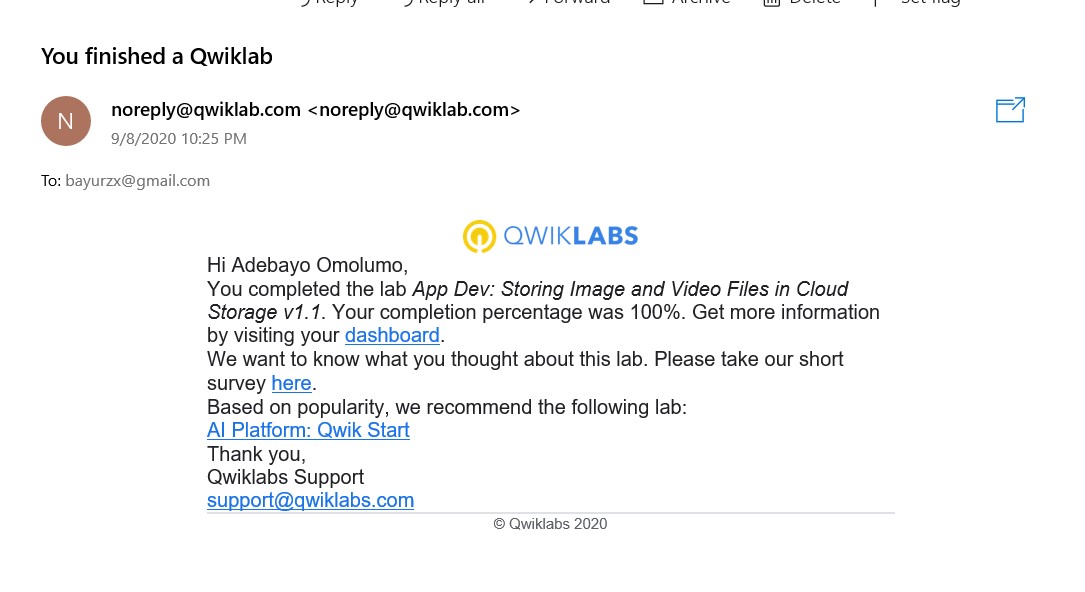 Reply Reply all Forward Archive Delete Set flag
You finished a Qwiklab
N
noreply@qwiklab.com <noreply@qwiklab.com>
9/8/2020 10:25 PM
To: bayurzx@gmail.com
QWIKLABS
Hi Adebayo Omolumo,
You completed the lab App Dev: Storing Image and Video Files in Cloud
Storage v1.1. Your completion percentage was 100%. Get more information
by visiting your dashboard.
We want to know what you thought about this lab. Please take our short
survey here.
Based on popularity, we recommend the following lab:
AI Platform: Qwik Start
Thank you,
Qwiklabs Support
support@qwiklabs.com
© Qwiklabs 2020